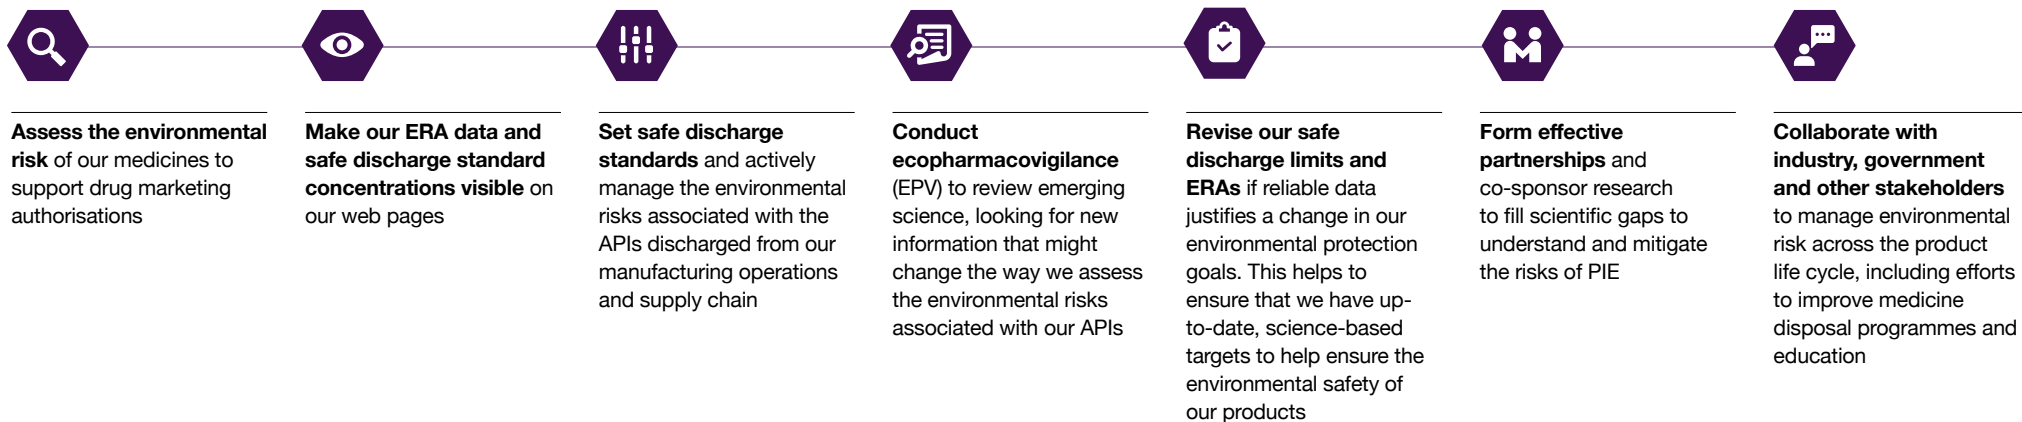 Assess the environmental
risk of our medicines to
support drug marketing
authorisations
Make our ERA data and
safe discharge standard
concentrations visible on
our web pages
Set safe discharge
standards and actively
manage the environmental
risks associated with the
APIs discharged from our
manufacturing operations
and supply chain
Conduct
ecopharmacovigilance
(EPV) to review emerging
science, looking for new
information that might
change the way we assess
the environmental risks
associated with our APIs
Revise our safe
discharge limits and
ERAs if reliable data
justifies a change in our
environmental protection
goals. This helps to
ensure that we have up-
to-date, science-based
targets to help ensure the
environmental safety of
our products
Form effective
partnerships and
co-sponsor research
to fill scientific gaps to
understand and mitigate
the risks of PIE
Collaborate with
industry, government
and other stakeholders
to manage environmental
risk across the product
life cycle, including efforts
to improve medicine
disposal programmes and
education